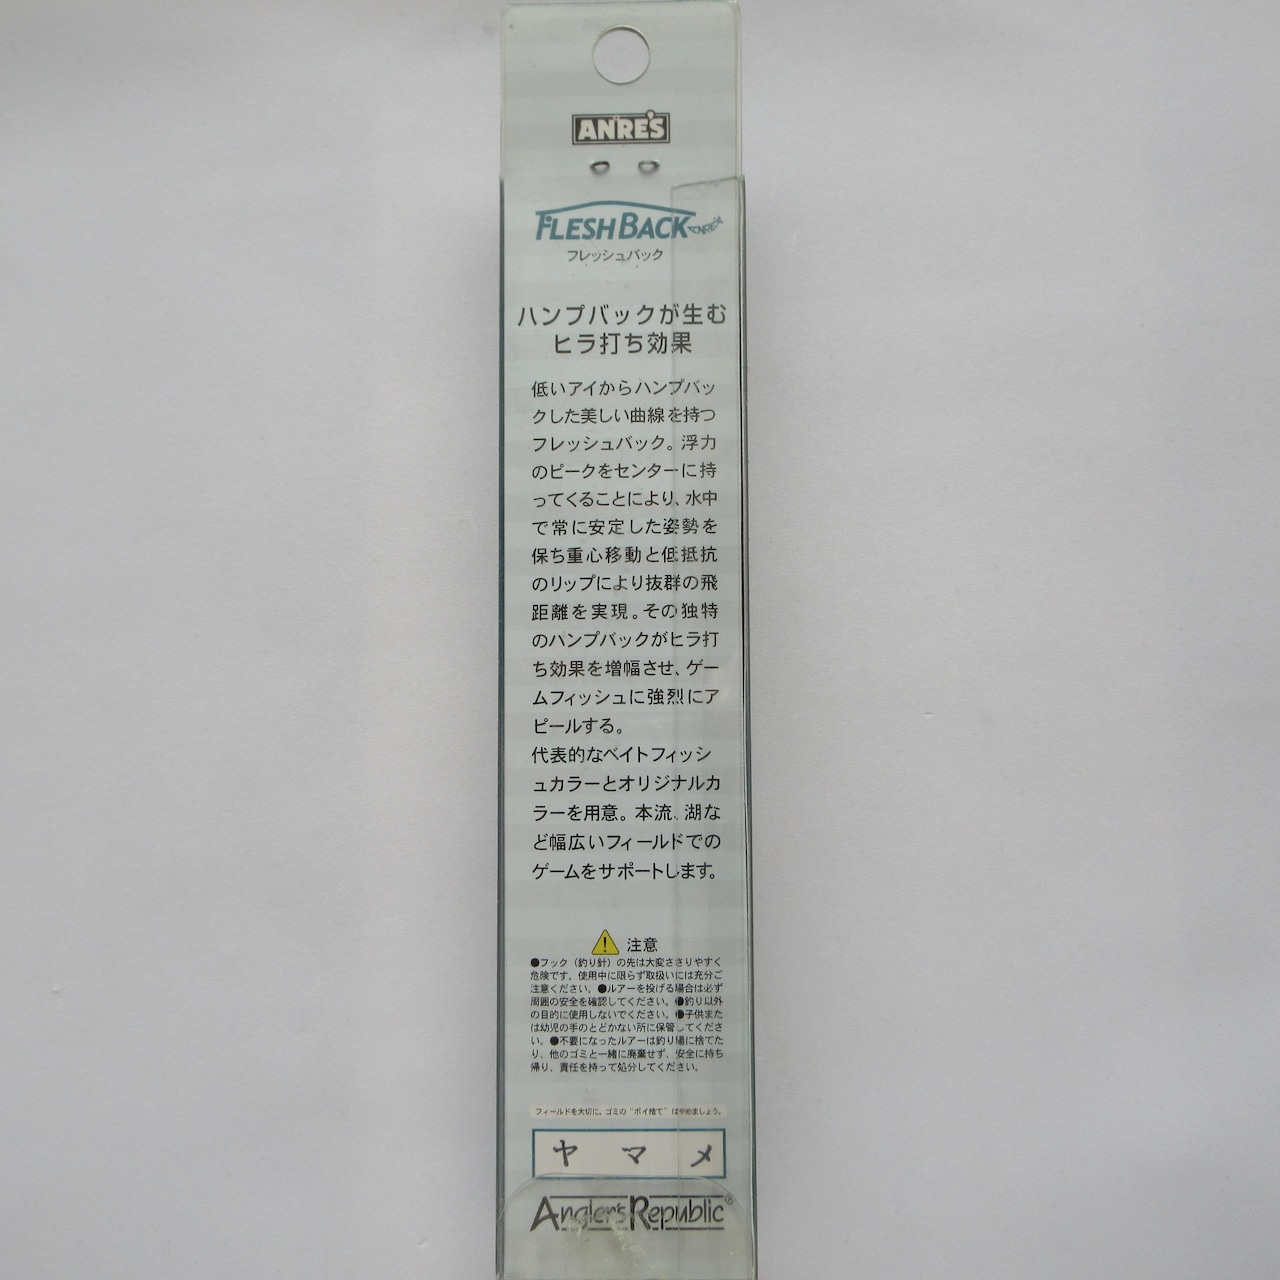 ANRE'S
FLESHBACK
フレッシュバック
ハンプバックが生む
ヒラ打ち効果
低いアイからハンプバッ
クした美しい曲線を持つ
フレッシュバック。浮力
のピークをセンターに持
ってくることにより、水中
で常に安定した姿勢を
保ち重心移動と低抵抗
のリップにより抜群の飛
距離を実現。その独特
のハンプバックがヒラ打
ち効果を増幅させ、ゲー
ムフィッシュに強烈にア
ピールする。
代表的なベイトフィッシ
ュカラーとオリジナルカ
ラーを用意。本流、湖な
ど幅広いフィールドでの
ゲームをサポートします。
注意
●フック（釣り針）の先は大変ささりやすく
危険です。使用中に限らず取扱いには充分ご
注意ください。●ルアーを投げる場合は必ず
周囲の安全を確認してください。●釣り以外
の目的に使用しないでください。●子供また
は幼児の手のとどかない所に保管してくださ
い。●不要になったルアーは釣り場に捨てた
り、他のゴミと一緒に廃棄せず、安全に持ち
帰り、責任を持って処分してください。
フィールドを大切に。ゴミの"ポイ捨て"はやめましょう。
ヤマメ
Angler's Republic®